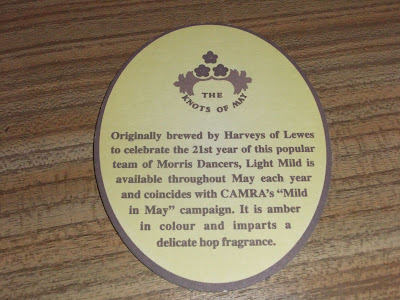 THE
KNOTS OF MAY
Originally brewed by Harveys of Lewes
to celebrate the 21st year of this popular
team of Morris Dancers, Light Mild is
available throughout May each year
and coincides with CAMRA's "Mild
in May" campaign. It is amber
in colour and imparts a
delicate hop fragrance.